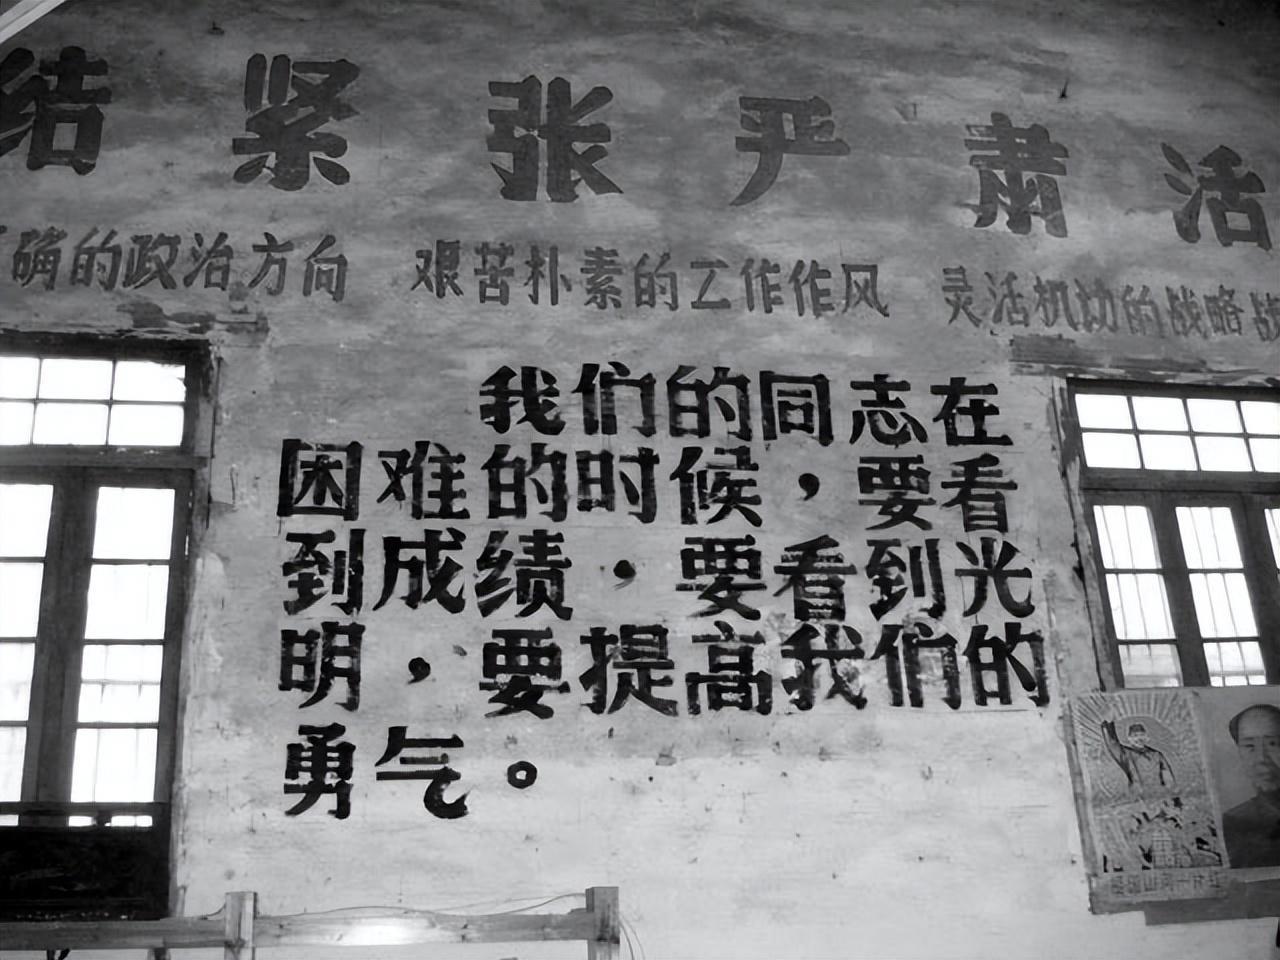 结紧张严肃活
确的政治方向 艰苦朴素的工作作风 灵活机动的战略战
我们的同志在
困难的时候，要看
到成绩，要看到光
明，要提高我们的
勇气。